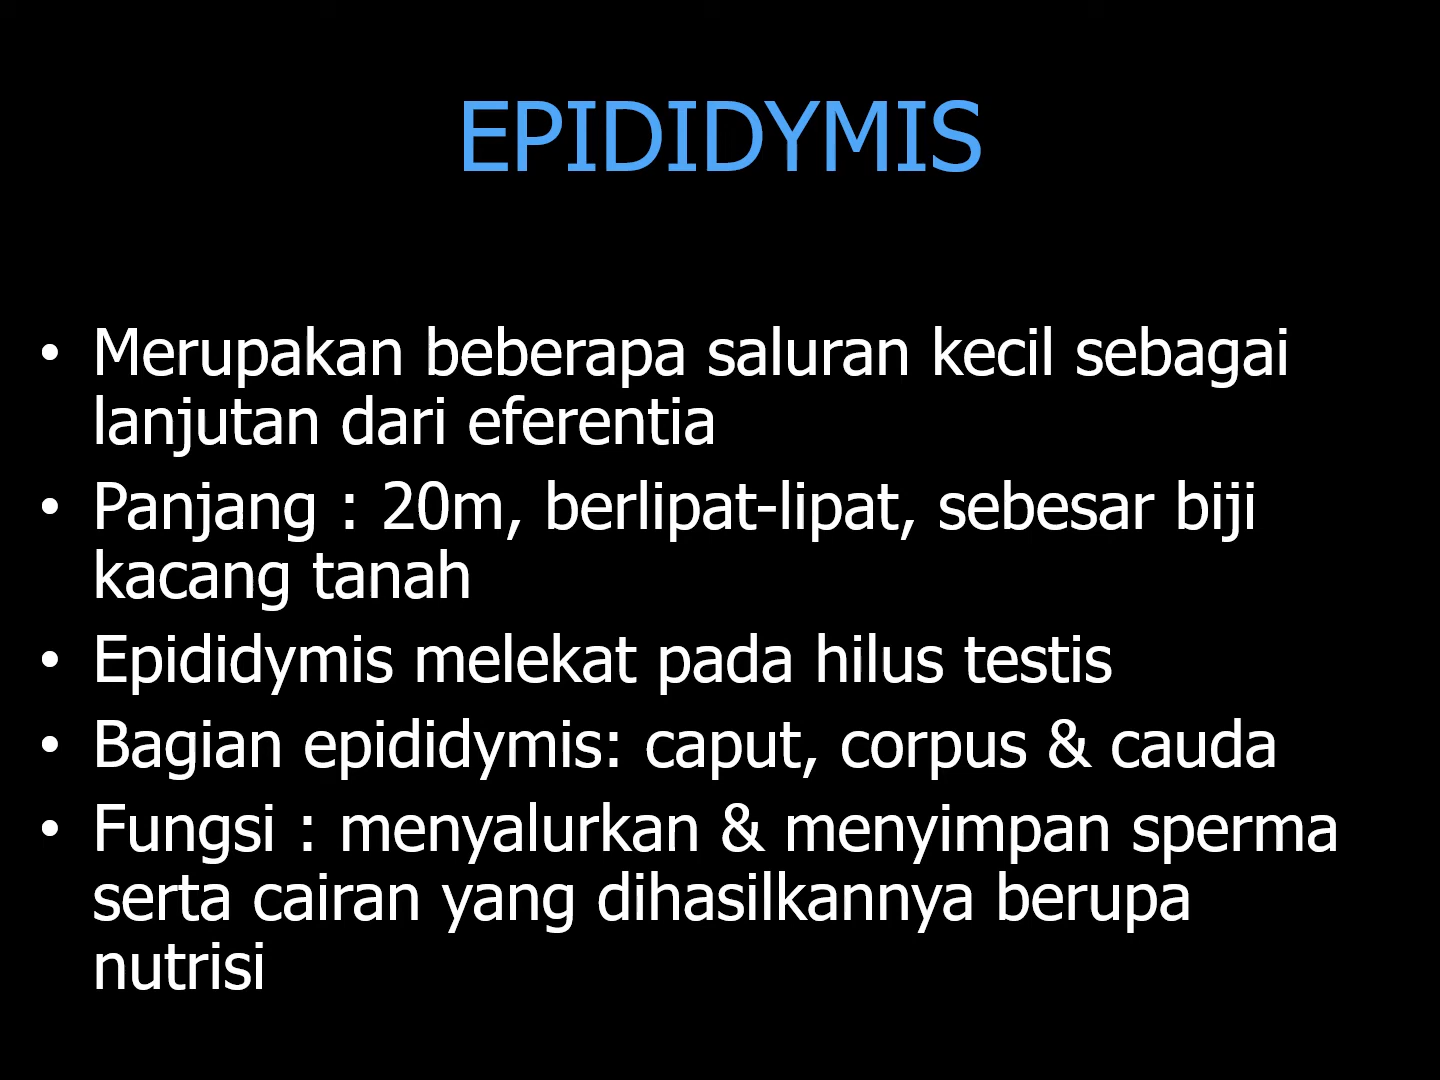 EPIDIDYMIS
• Merupakan beberapa saluran kecil sebagai
lanjutan dari eferentia
• Panjang : 20m, berlipat-lipat, sebesar biji
kacang tanah
• Epididymis melekat pada hilus testis
• Bagian epididymis: caput, corpus & cauda
• Fungsi : menyalurkan & menyimpan sperma
serta cairan yang dihasilkannya berupa
nutrisi